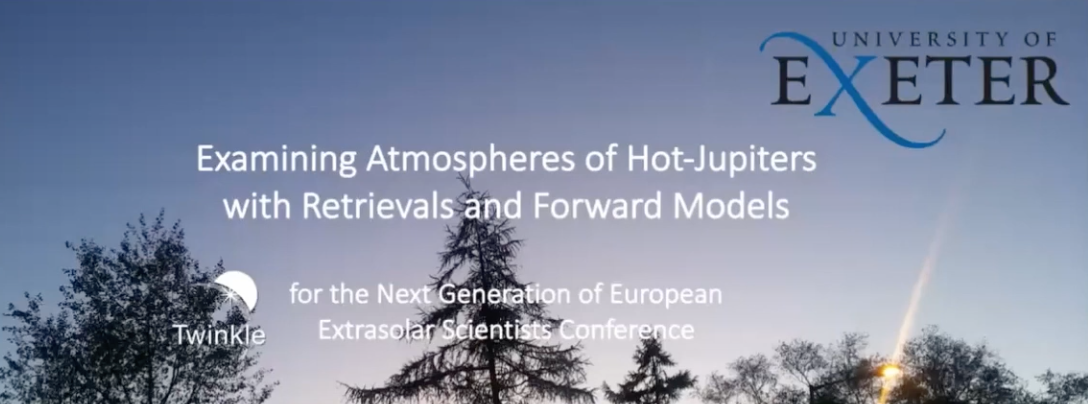 UNIVERSITY OF
EXETER
Examining Atmospheres of Hot-Jupiters
with Retrievals and Forward Models
Twinkle
for the Next Generation of European
Extrasolar Scientists Conference